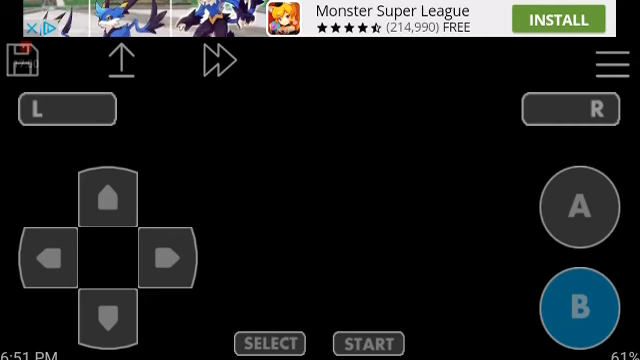 Monster Super League
(214,990) FREE
INSTALL
L
R
A
B
SELECT
START
6:51 PM
61%